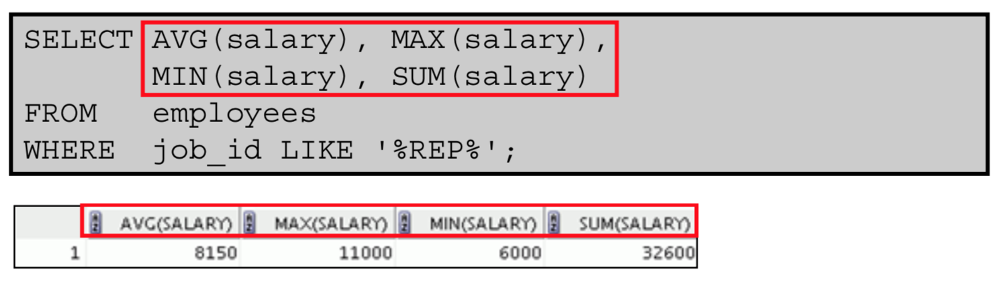 SELECT AVG(salary), MAX(salary),
MIN(salary), SUM(salary)
FROM employees
WHERE job_id LIKE '%REP%';
AVG(SALARY) MAX(SALARY) MIN(SALARY) SUM(SALARY)
1 8150 11000 6000 32600